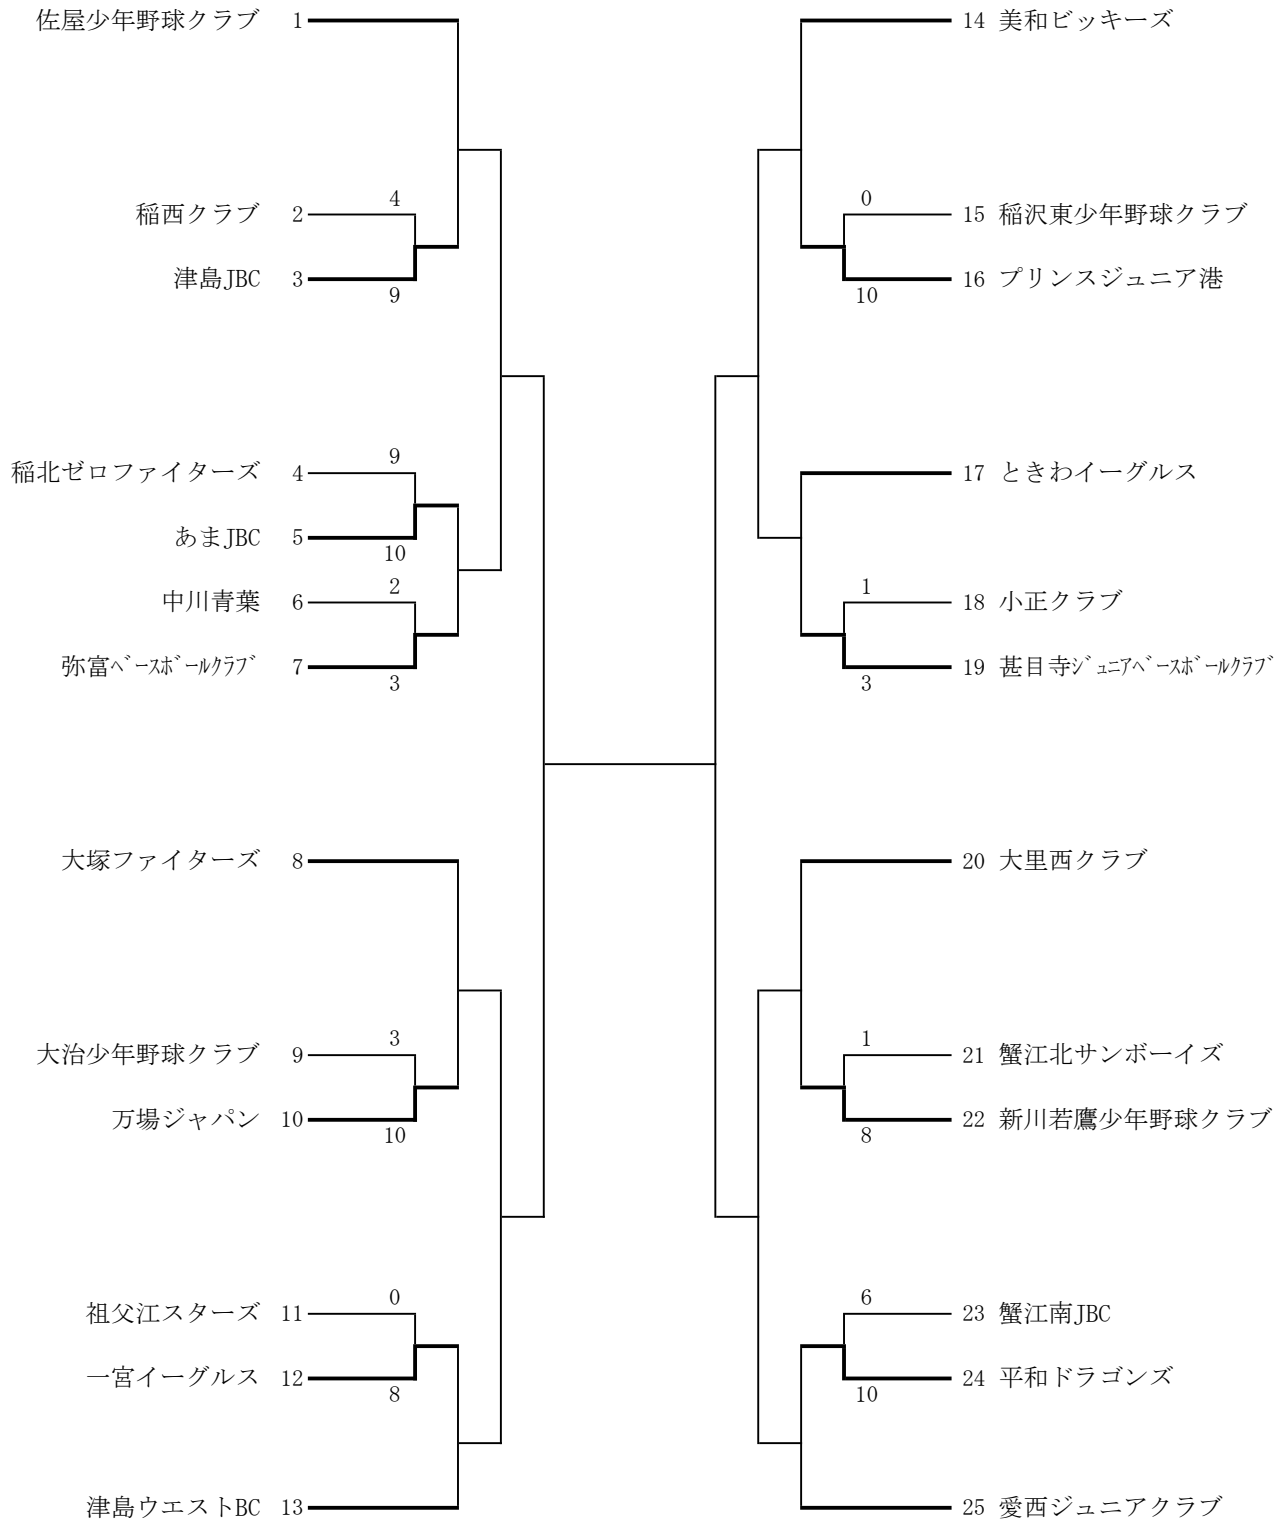 佐屋少年野球クラブ 1
4
稲西クラブ 2
津島JBC 3
9
9
稲北ゼロファイターズ 4
あまJBC 5
10
2
中川青葉 6
弥富ﾍﾞｰｽﾎﾞｰﾙｸﾗﾌﾞ 7
3
大塚ファイターズ 8
3
大治少年野球クラブ 9
万場ジャパン 10
10
0
祖父江スターズ 11
一宮イーグルス 12
8
津島ウエストBC 13
14 美和ビッキーズ
0
15 稲沢東少年野球クラブ
16 プリンスジュニア港
10
17 ときわイーグルス
1
18 小正クラブ
19 甚目寺ｼﾞｭﾆｱﾍﾞｰｽﾎﾞｰﾙｸﾗﾌﾞ
3
20 大里西クラブ
1
21 蟹江北サンボーイズ
22 新川若鷹少年野球クラブ
8
6
23 蟹江南JBC
24 平和ドラゴンズ
10
25 愛西ジュニアクラブ